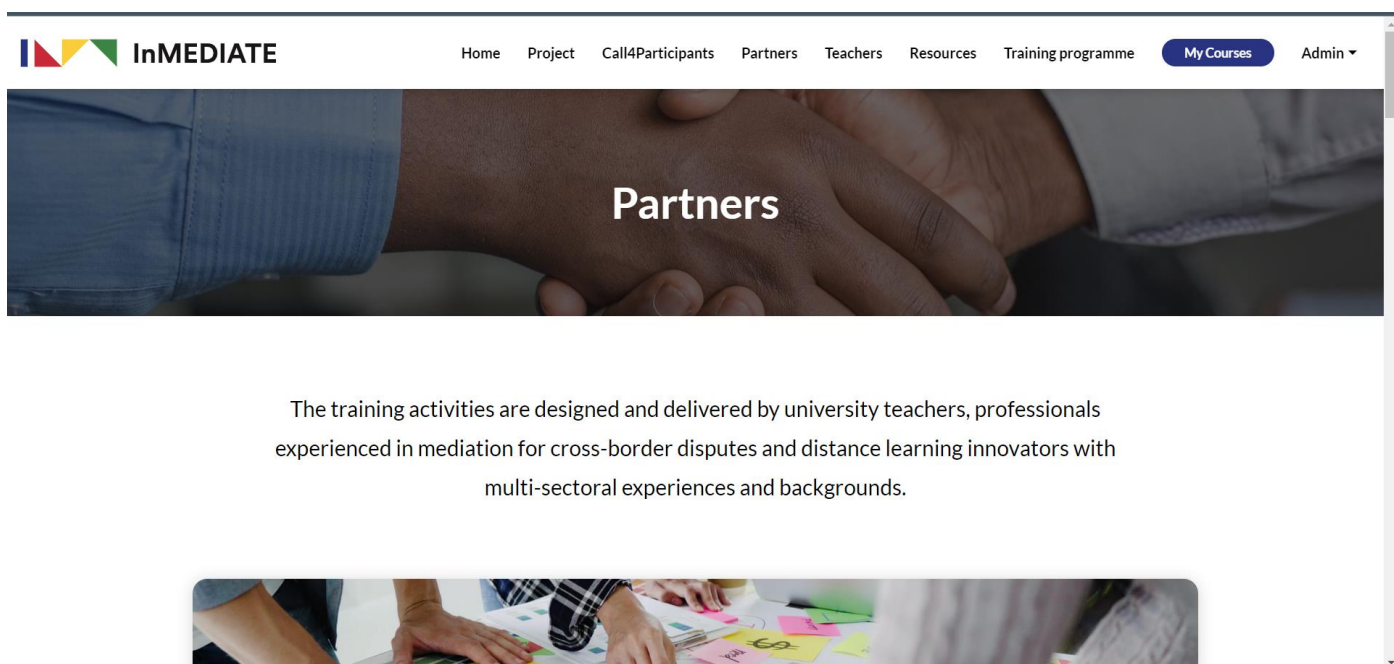 InMEDIATE
Home Project Call4Participants Partners Teachers Resources Training programme My Courses Admin
Partners
The training activities are designed and delivered by university teachers, professionals
experienced in mediation for cross-border disputes and distance learning innovators with
multi-sectoral experiences and backgrounds.
$